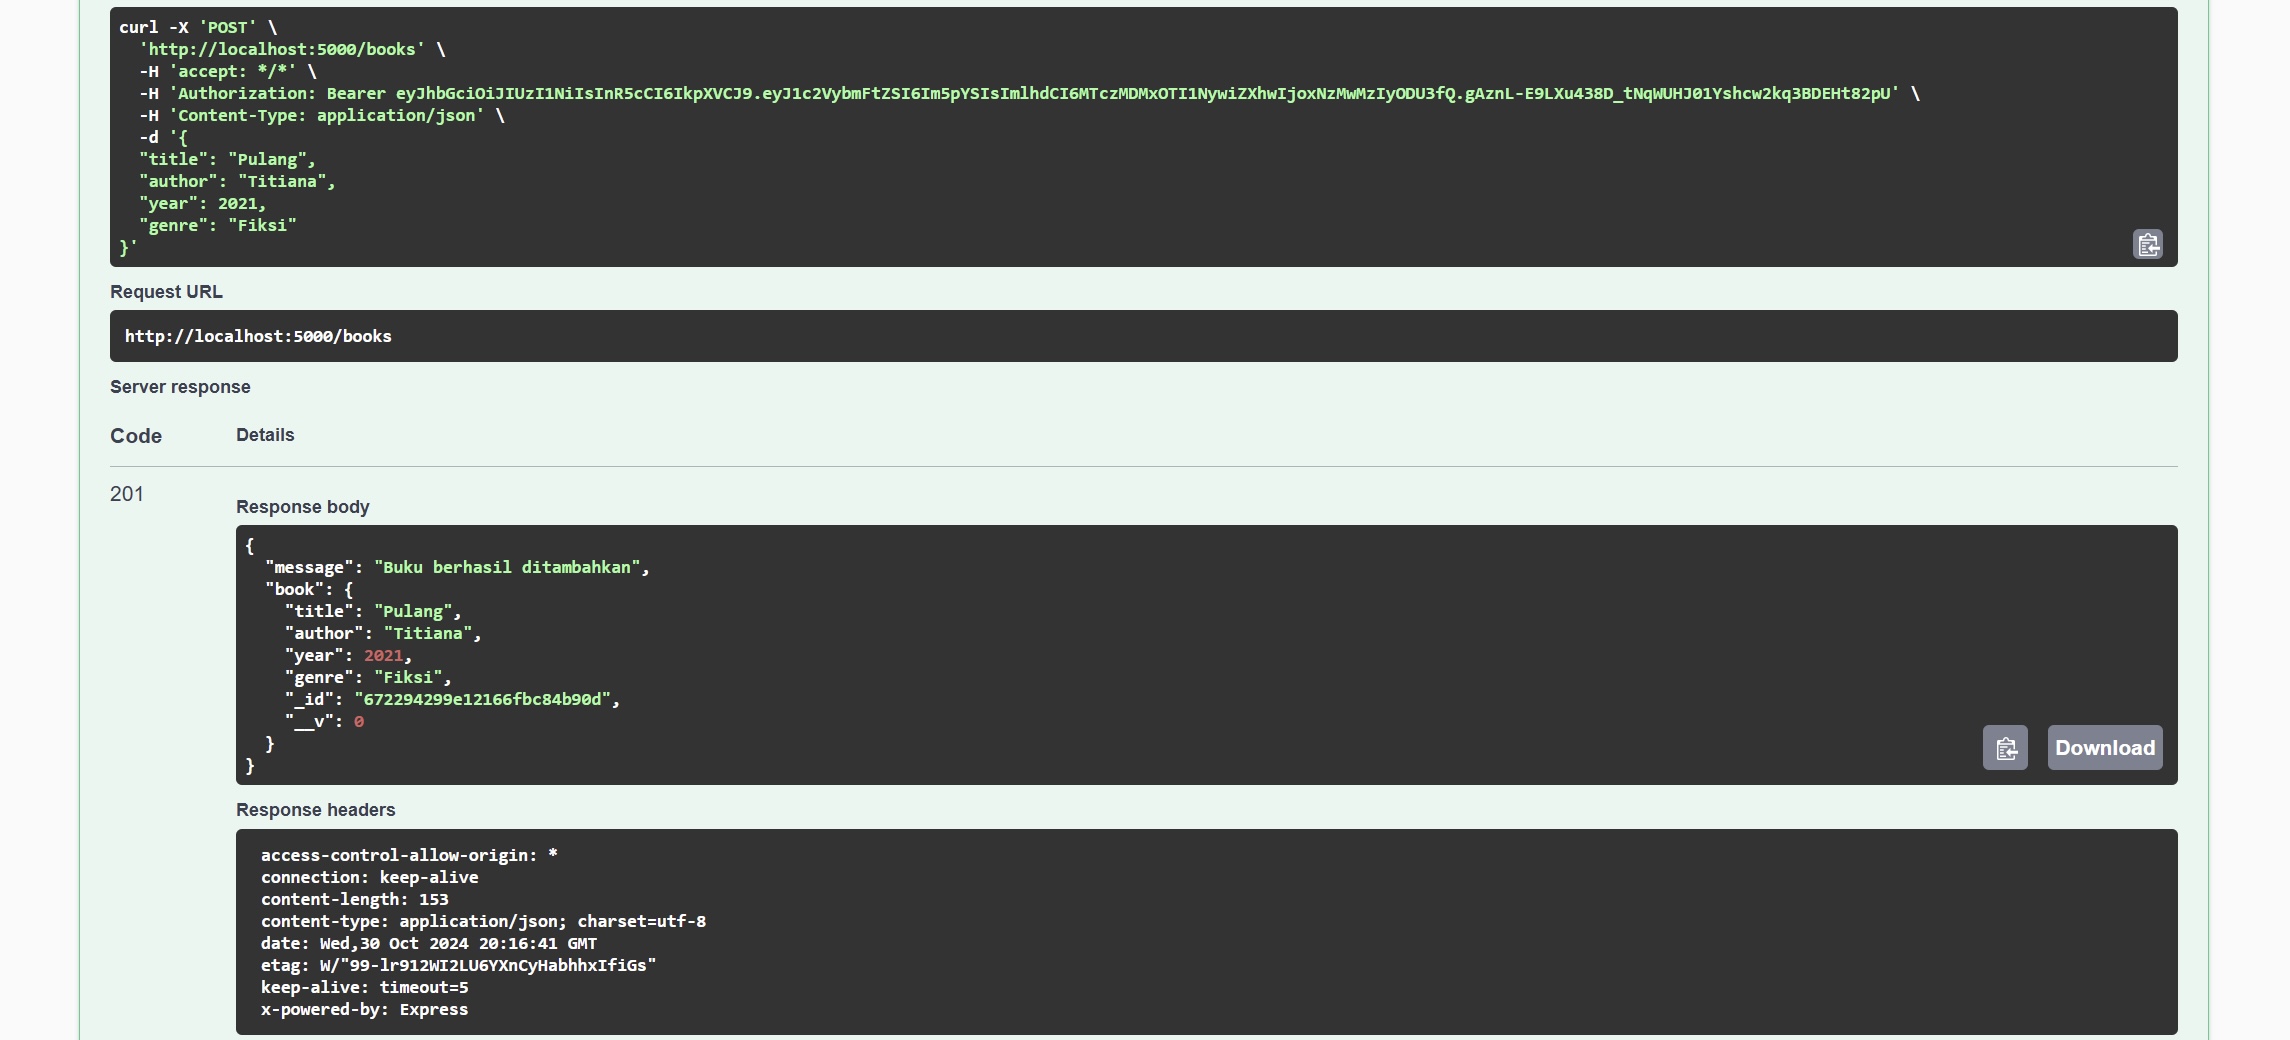 curl -X 'POST' \
'http://localhost:5000/books' \
-H 'accept: */*' \
-H 'Authorization: Bearer eyJhbGciOiJIUzI1NiIsInR5cCI6IkpXVCJ9.eyJ1c2VybmFtZSI6Im5pYSIsImlhdCI6MTczMDMxOTI1NywiZXhwIjoxNzMwMzIyODU3fQ.gAznL-E9LXu438D_tNqWUHJ01Yshcw2kq3BDEHt82pU' \
-H 'Content-Type: application/json' \
-d '{
"title": "Pulang",
"author": "Titiana",
"year": 2021,
"genre": "Fiksi"
}'
Request URL
http://localhost:5000/books
Server response
Code Details
201
Response body
{
"message": "Buku berhasil ditambahkan",
"book": {
"title": "Pulang",
"author": "Titiana",
"year": 2021,
"genre": "Fiksi",
"_id": "672294299e12166fbc84b90d",
"__v": 0
}
}
Download
Response headers
access-control-allow-origin: *
connection: keep-alive
content-length: 153
content-type: application/json; charset=utf-8
date: Wed,30 Oct 2024 20:16:41 GMT
etag: W/"99-lr912WI2LU6YXnCyHabhhxIfiGs"
keep-alive: timeout=5
x-powered-by: Express